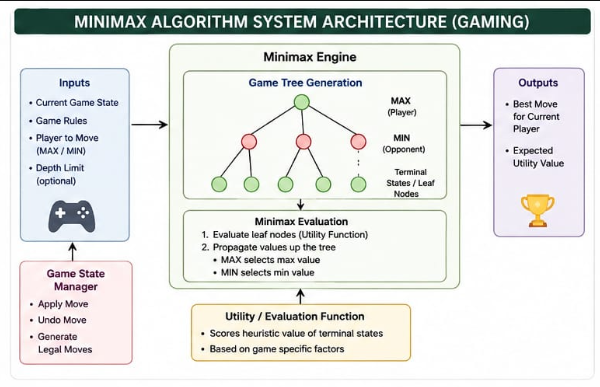 MINIMAX ALGORITHM SYSTEM ARCHITECTURE (GAMING)
Inputs
• Current Game State
• Game Rules
• Player to Move
(MAX / MIN)
• Depth Limit
(optional)
Game State
Manager
• Apply Move
• Undo Move
• Generate
Legal Moves
Minimax Engine
Game Tree Generation
MAX
(Player)
MIN
(Opponent)
Terminal
States / Leaf
Nodes
Minimax Evaluation
1. Evaluate leaf nodes (Utility Function)
2. Propagate values up the tree
• MAX selects max value
• MIN selects min value
Utility / Evaluation Function
• Scores heuristic value of terminal states
• Based on game specific factors
Outputs
• Best Move
for Current
Player
• Expected
Utility Value